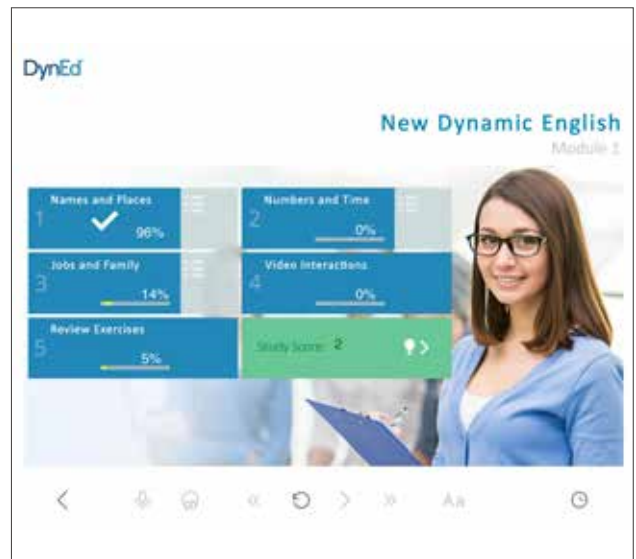 DynEd
New Dynamic English
Module 1
Names and Places
1
96%
Numbers and Time
2
0%
Jobs and Family
3
14%
Video Interactions
4
0%
Review Exercises
5
5%
Study Score: 2
Aa